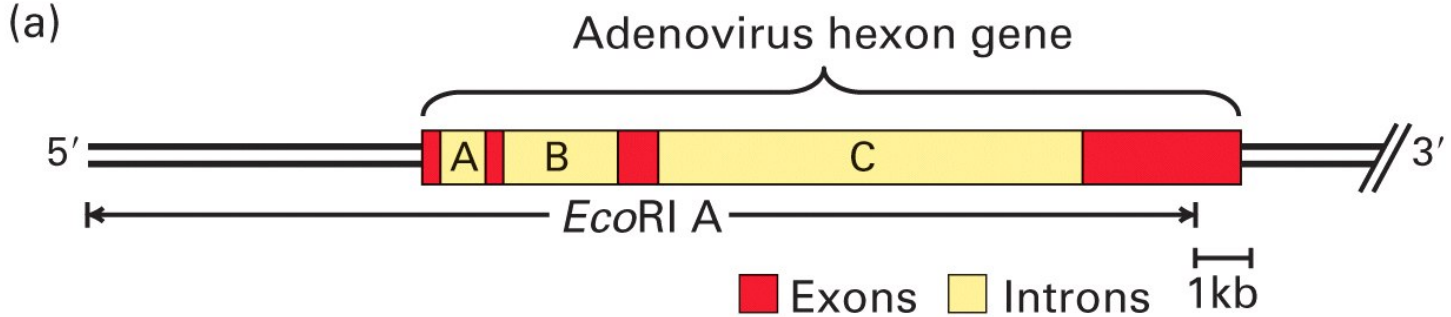 (a)
Adenovirus hexon gene
5′ A B C 3′
EcoRI A
Exons Introns 1kb